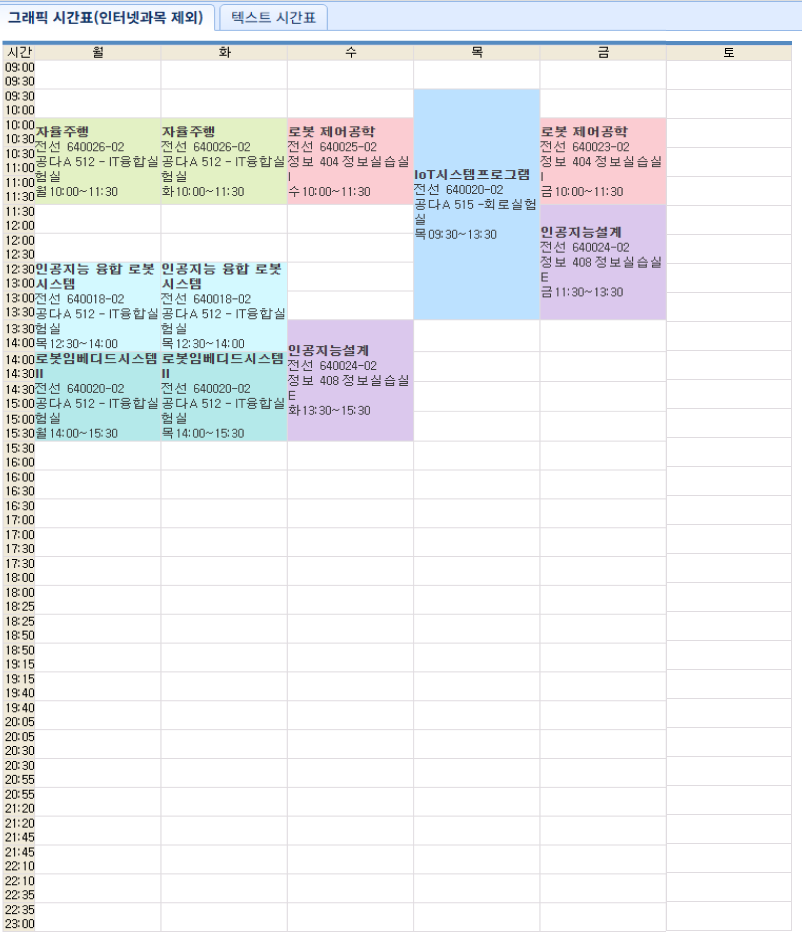 그래픽 시간표(인터넷과목 제외)
텍스트 시간표
시간 월 화 수 목 금 토
09:00
09:30
09:30
10:00
10:00
10:30
10:30
11:00
11:00
11:30
11:30
12:00
12:00
12:30
12:30
13:00
13:00
13:30
13:30
14:00
14:00
14:30
14:30
15:00
15:00
15:30
15:30
16:00
16:00
16:30
16:30
17:00
17:00
17:30
17:30
18:00
18:00
18:25
18:25
18:50
18:50
19:15
19:15
19:40
19:40
20:05
20:05
20:30
20:30
20:55
20:55
21:20
21:20
21:45
21:45
22:10
22:10
22:35
22:35
23:00
자율주행
전선 640026-02
공다A 512 - IT융합실
험실
월10:00~11:30
인공지능 융합 로봇
시스템
전선 640018-02
공다A 512 - IT융합실
험실
목12:30~14:00
로봇임베디드시스템
II
전선 640020-02
공다A 512 - IT융합실
험실
월14:00~15:30
자율주행
전선 640026-02
공다A 512 - IT융합실
험실
화10:00~11:30
인공지능 융합 로봇
시스템
전선 640018-02
공다A 512 - IT융합실
험실
목12:30~14:00
로봇임베디드시스템
II
전선 640020-02
공다A 512 - IT융합실
험실
목14:00~15:30
로봇 제어공학
전선 640025-02
정보 404 정보실습실
I
수10:00~11:30
인공지능설계
전선 640024-02
정보 408 정보실습실
E
화13:30~15:30
IoT시스템프로그램
전선 640020-02
공다A 515 -회로실험
실
목09:30~13:30
로봇 제어공학
전선 640023-02
정보 404 정보실습실
I
금10:00~11:30
인공지능설계
전선 640024-02
정보 408 정보실습실
E
금11:30~13:30